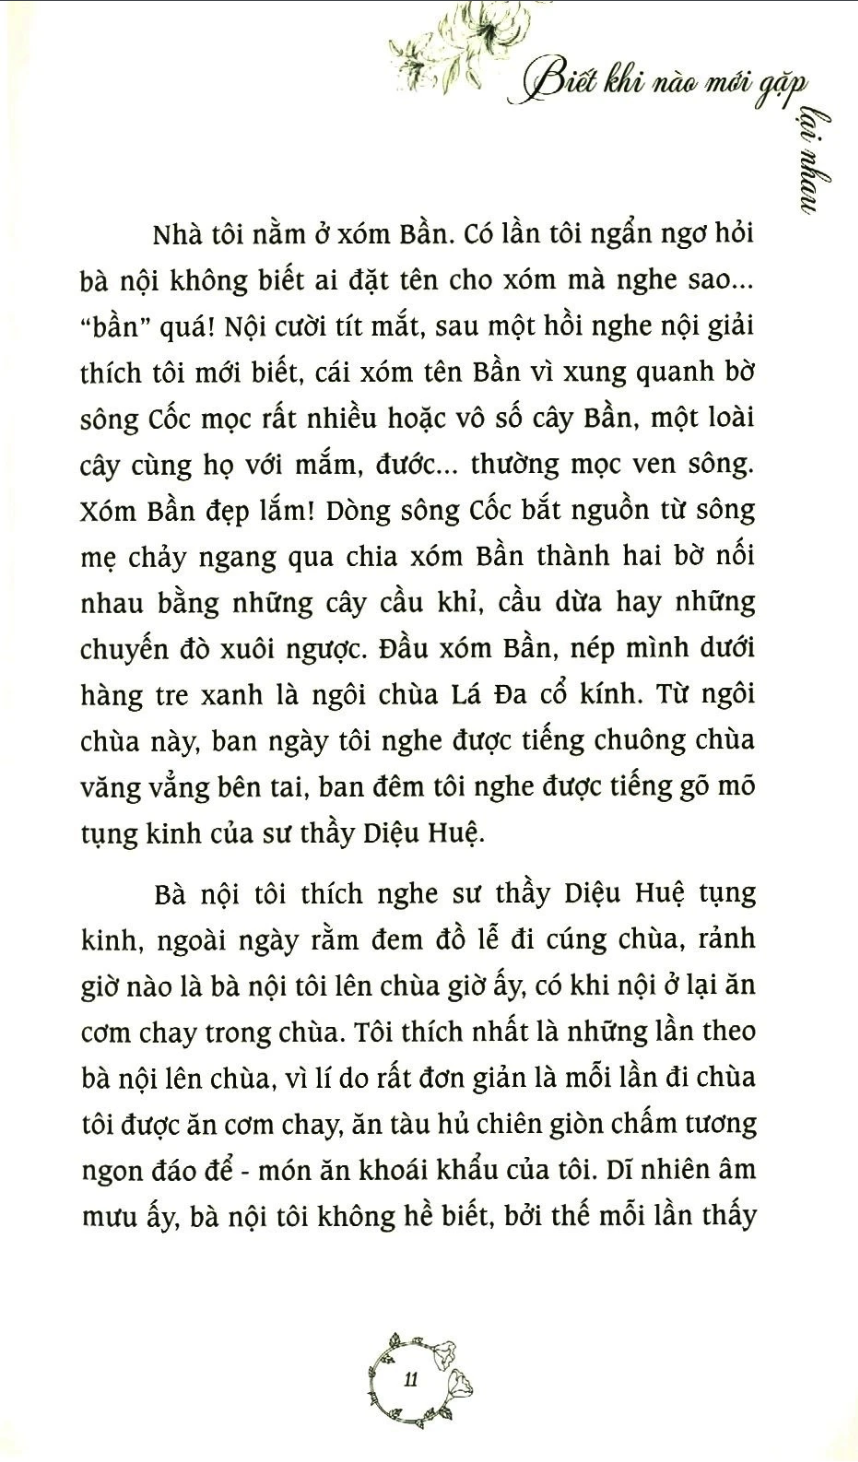 Biết khi nào mới gặp
lại nhau
Nhà tôi nằm ở xóm Bần. Có lần tôi ngẩn ngơ hỏi
bà nội không biết ai đặt tên cho xóm mà nghe sao...
“bần” quá! Nội cười tít mắt, sau một hồi nghe nội giải
thích tôi mới biết, cái xóm tên Bần vì xung quanh bờ
sông Cốc mọc rất nhiều hoặc vô số cây Bần, một loài
cây cùng họ với mắm, đước... thường mọc ven sông.
Xóm Bần đẹp lắm! Dòng sông Cốc bắt nguồn từ sông
mẹ chảy ngang qua chia xóm Bần thành hai bờ nối
nhau bằng những cây cầu khỉ, cầu dừa hay những
chuyến đò xuôi ngược. Đầu xóm Bần, nép mình dưới
hàng tre xanh là ngôi chùa Lá Đa cổ kính. Từ ngôi
chùa này, ban ngày tôi nghe được tiếng chuông chùa
văng vẳng bên tai, ban đêm tôi nghe được tiếng gõ mõ
tụng kinh của sư thầy Diệu Huệ.
Bà nội tôi thích nghe sư thầy Diệu Huệ tụng
kinh, ngoài ngày rằm đem đồ lễ đi cúng chùa, rảnh
giờ nào là bà nội tôi lên chùa giờ ấy, có khi nội ở lại ăn
cơm chay trong chùa. Tôi thích nhất là những lần theo
bà nội lên chùa, vì lí do rất đơn giản là mỗi lần đi chùa
tôi được ăn cơm chay, ăn tàu hủ chiên giòn chấm tương
ngon đáo để - món ăn khoái khẩu của tôi. Dĩ nhiên âm
mưu ấy, bà nội tôi không hề biết, bởi thế mỗi lần thấy
11